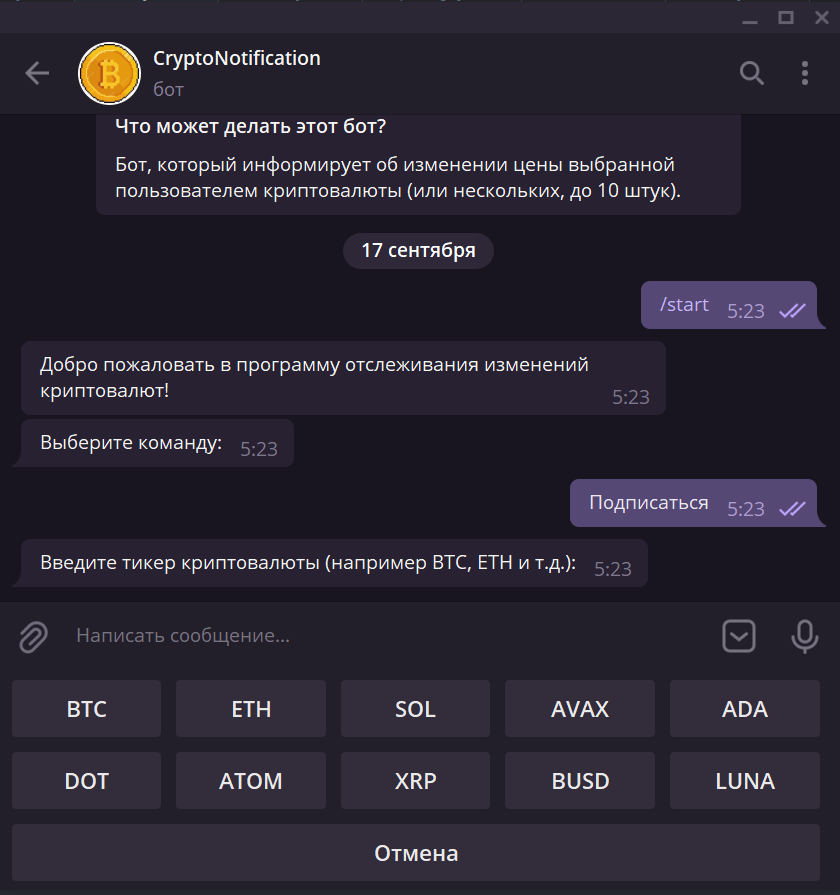 CryptoNotification
бот
Что может делать этот бот?
Бот, который информирует об изменении цены выбранной
пользователем криптовалюты (или нескольких, до 10 штук).
17 сентября
/start 5:23
Добро пожаловать в программу отслеживания изменений
криптовалют! 5:23
Выберите команду: 5:23
Подписаться 5:23
Введите тикер криптовалюты (например BTC, ETH и т.д.): 5:23
Написать сообщение...
BTC ETH SOL AVAX ADA
DOT ATOM XRP BUSD LUNA
Отмена